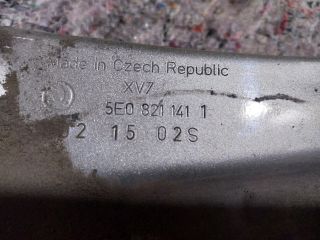 Made in Czech Republic
XV7
5E0 821 141 1
2 15 02S